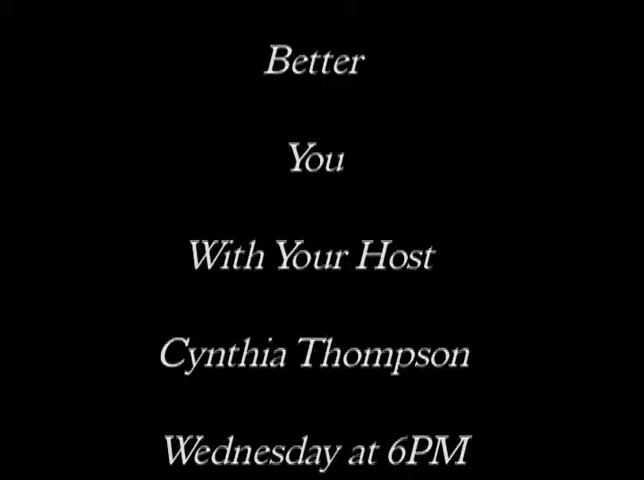 Better
You
With Your Host
Cynthia Thompson
Wednesday at 6PM